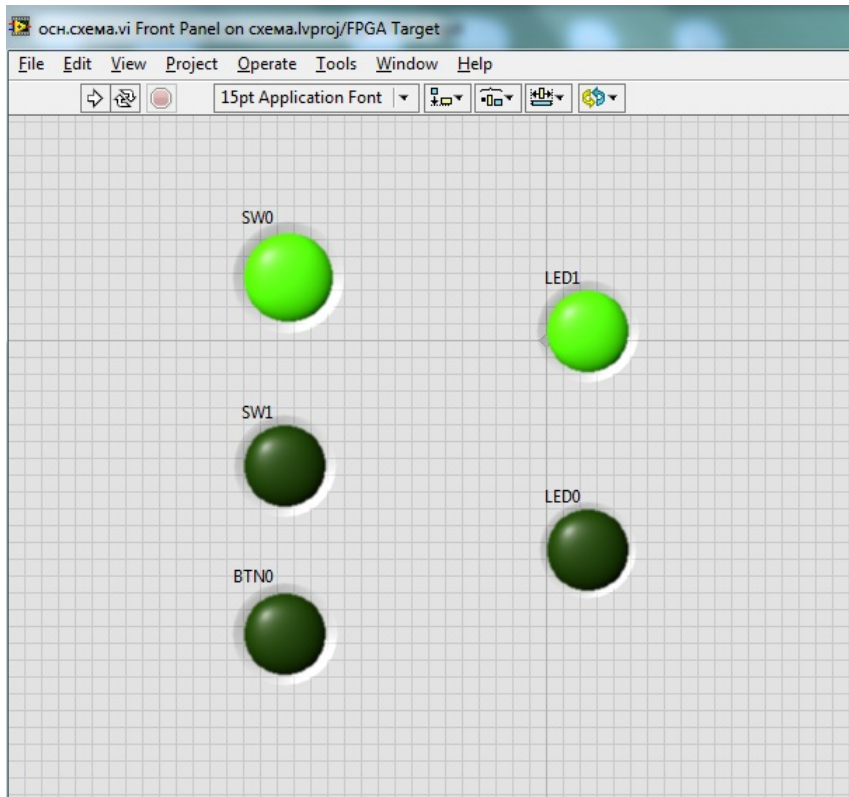 осн.схема.vi Front Panel on схема.lvproj/FPGA Target
File Edit View Project Operate Tools Window Help
15pt Application Font
SW0
LED1
SW1
LED0
BTN0